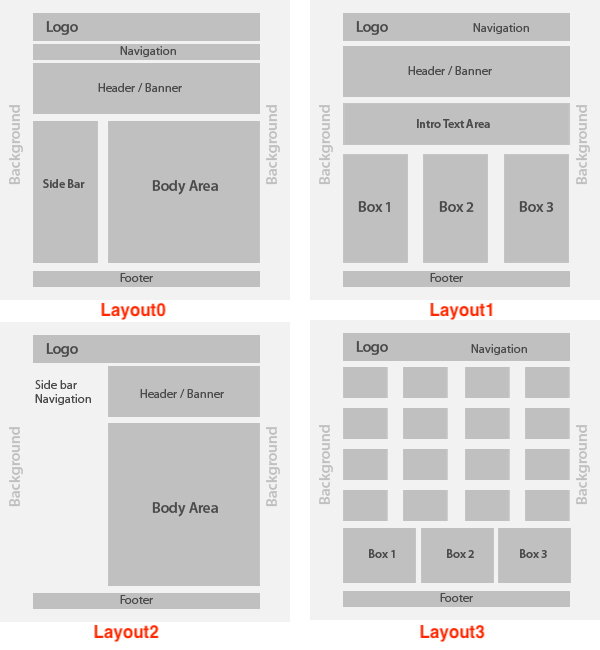 Logo
Navigation
Header / Banner
Background
Background
Side Bar
Body Area
Footer
Layout0
Logo
Navigation
Header / Banner
Intro Text Area
Background
Background
Box 1
Box 2
Box 3
Footer
Layout1
Logo
Side bar
Navigation
Header / Banner
Background
Background
Body Area
Footer
Layout2
Logo
Navigation
Background
Background
Box 1
Box 2
Box 3
Footer
Layout3